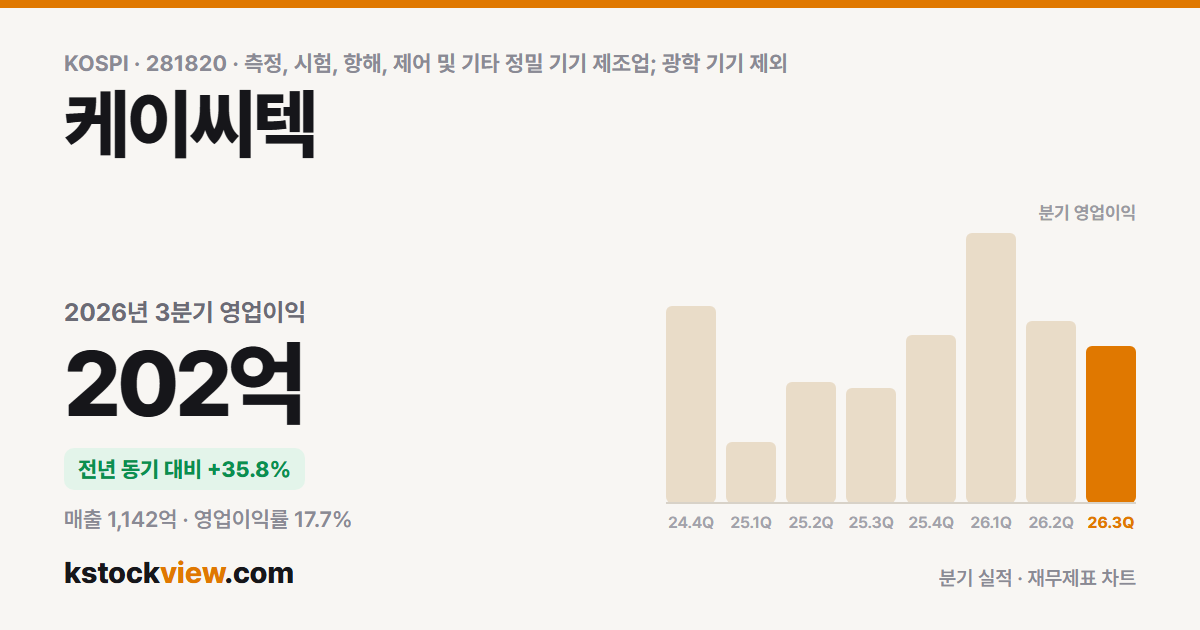 KOSPI · 281820 · 측정, 시험, 항해, 제어 및 기타 정밀 기기 제조업; 광학 기기 제외
케이씨텍
분기 영업이익
2026년 3분기 영업이익
202억
전년 동기 대비 +35.8%
매출 1,142억 · 영업이익률 17.7%
24.4Q 25.1Q 25.2Q 25.3Q 25.4Q 26.1Q 26.2Q 26.3Q
kstockview.com
분기 실적 · 재무제표 차트